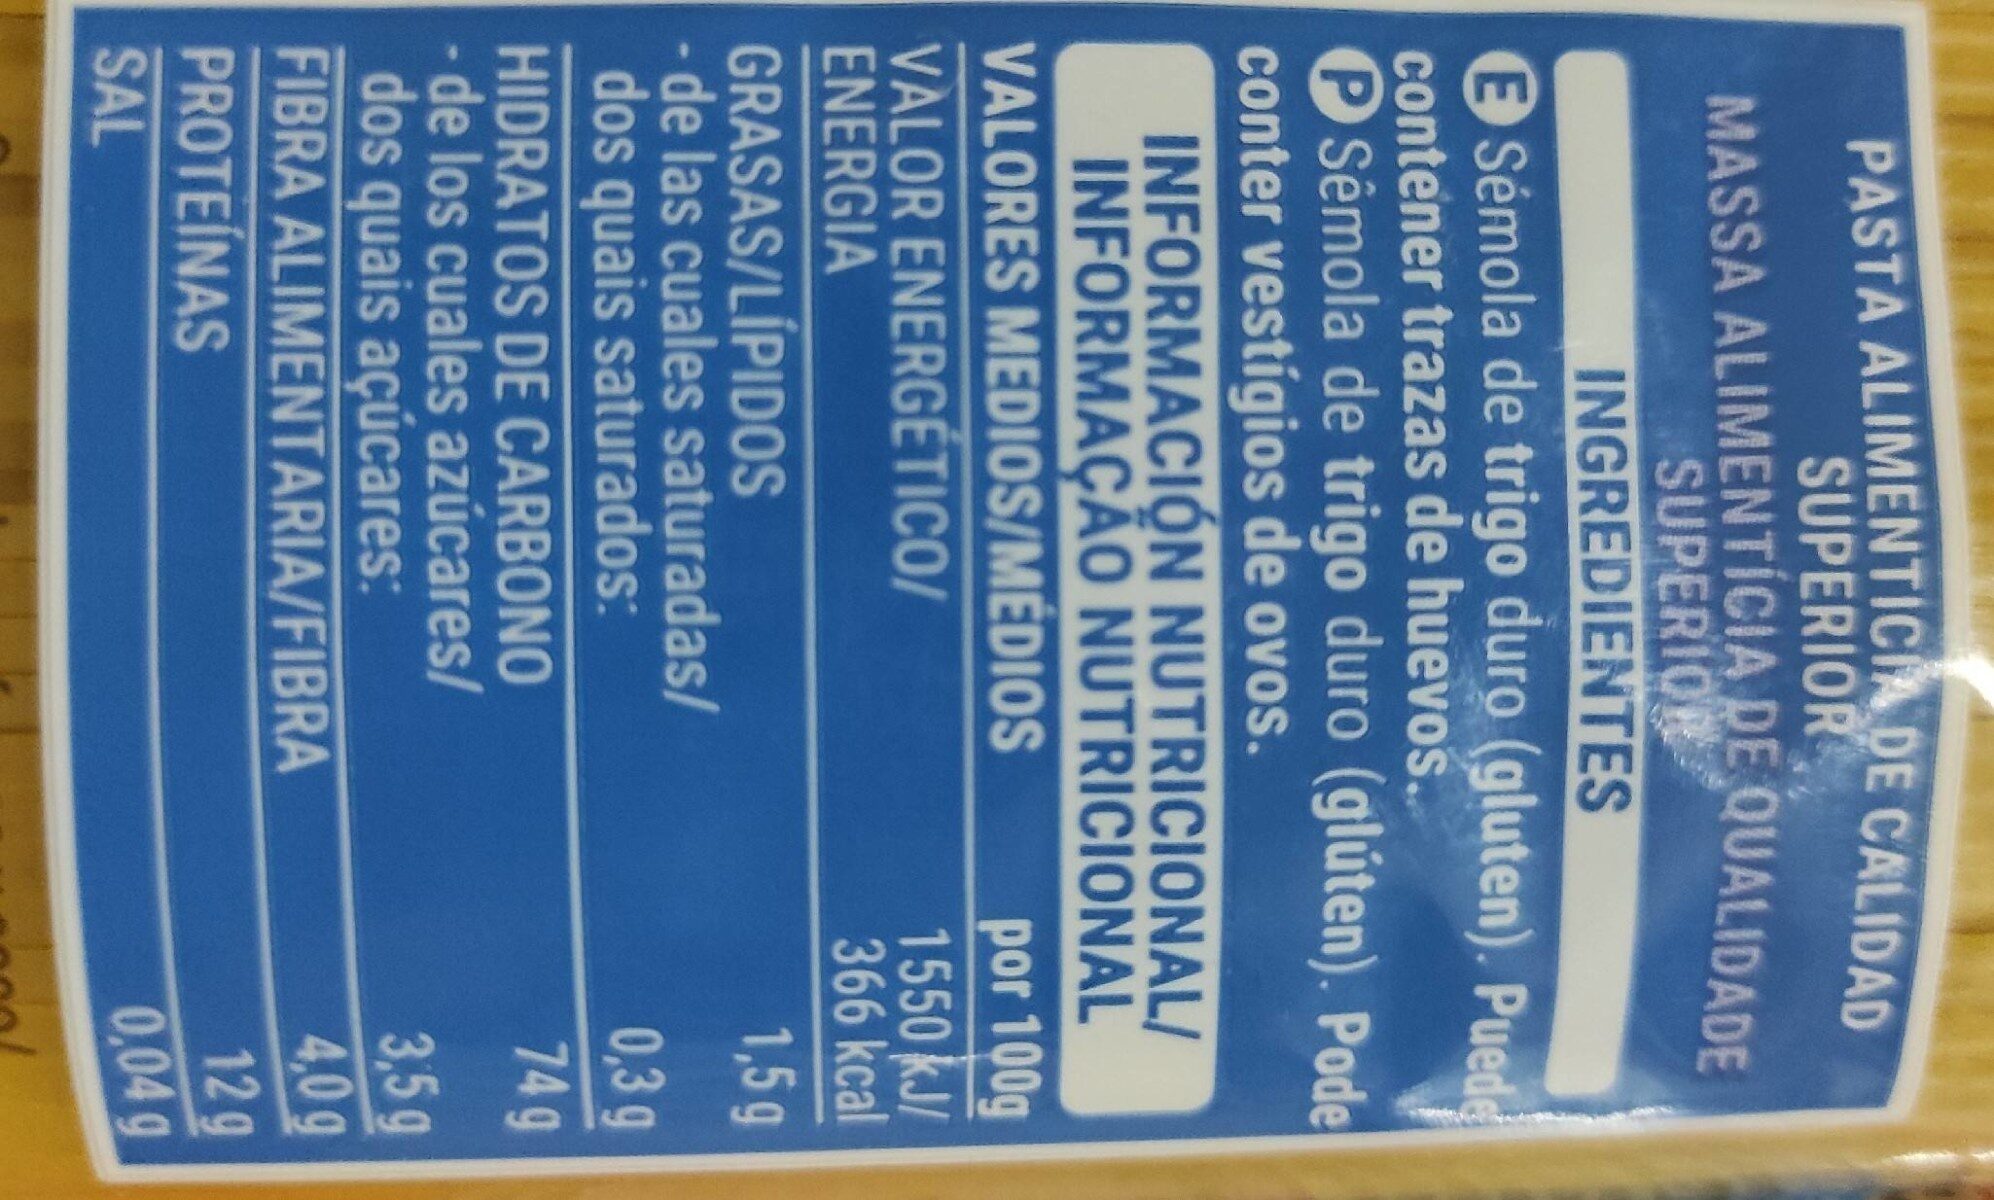 PASTA ALIMENTICIA DE CALIDAD
SUPERIOR
MASSA ALIMENTÍCIA DE QUALIDADE
SUPERIOR
INGREDIENTES
E Sémola de trigo duro (gluten). Puede
contener trazas de huevos.
P Sêmola de trigo duro (glúten). Pode
conter vestígios de ovos.
INFORMACIÓN NUTRICIONAL/
INFORMAÇÃO NUTRICIONAL
VALORES MEDIOS/MÉDIOS por 100g
VALOR ENERGÉTICO/ 1550 kJ/
ENERGIA 366 kcal
GRASAS/LÍPIDOS 1,5 g
- de las cuales saturadas/
dos quais saturados: 0,3 g
HIDRATOS DE CARBONO 74 g
- de los cuales azúcares/
dos quais açúcares: 3,5 g
FIBRA ALIMENTARIA/FIBRA 4,0 g
PROTEÍNAS 12 g
SAL 0,04 g